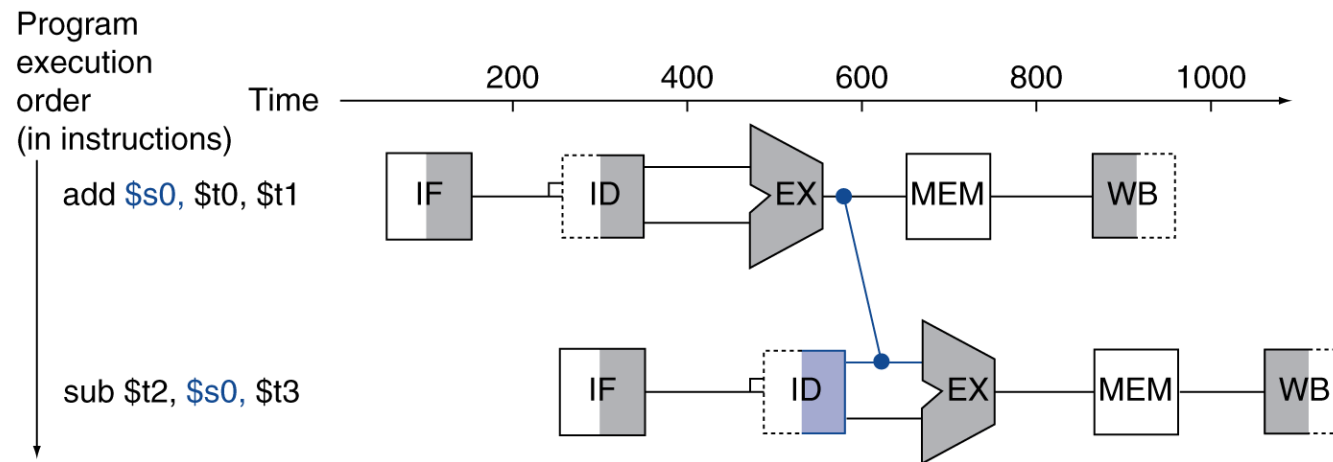 Program
execution
order
(in instructions)
Time
200 400 600 800 1000
add $s0, $t0, $t1
IF ID EX MEM WB
sub $t2, $s0, $t3
IF ID EX MEM WB